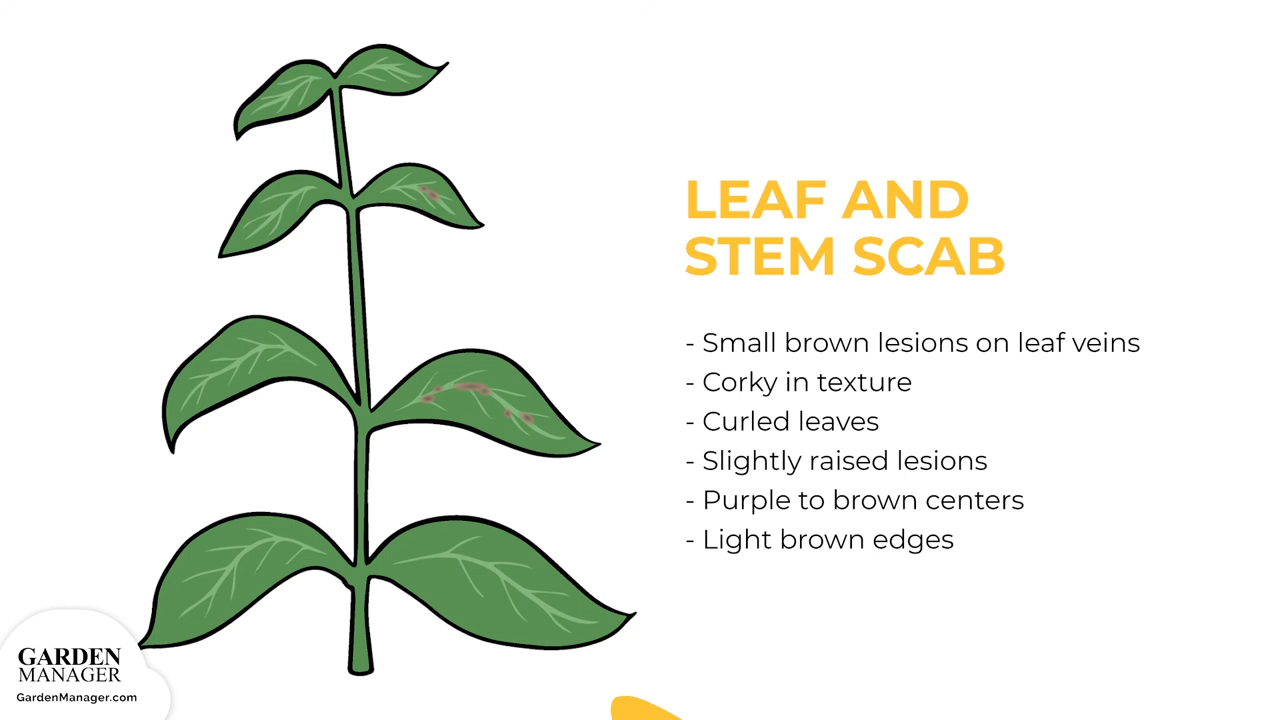 LEAF AND
STEM SCAB
- Small brown lesions on leaf veins
- Corky in texture
- Curled leaves
- Slightly raised lesions
- Purple to brown centers
- Light brown edges
GARDEN
MANAGER
GardenManager.com